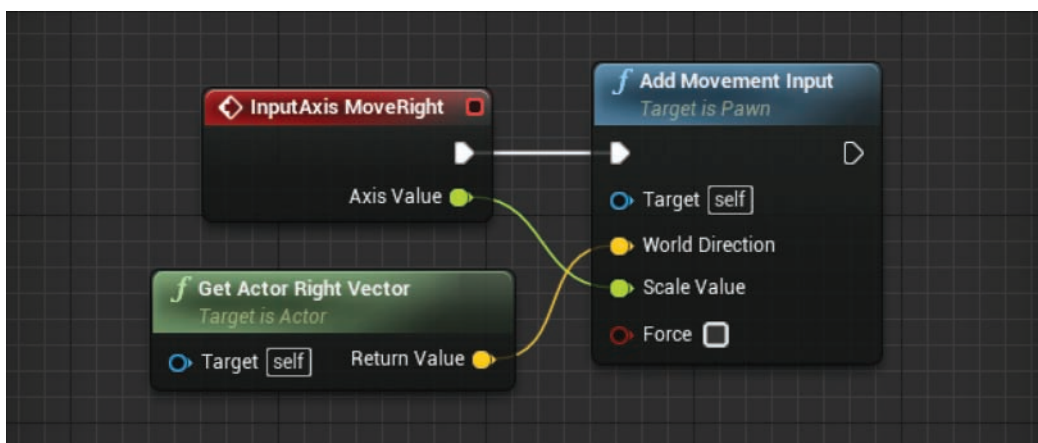 InputAxis MoveRight
Axis Value
Get Actor Right Vector
Target is Actor
Target self
Return Value
f Add Movement Input
Target is Pawn
Target self
World Direction
Scale Value
Force